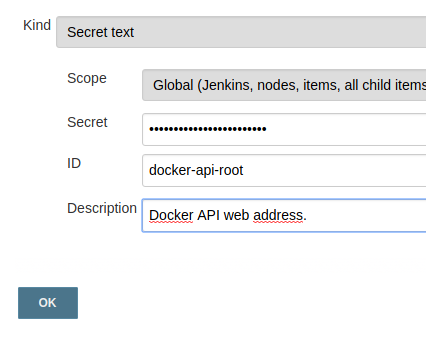 Kind Secret text
Scope Global (Jenkins, nodes, items, all child items
Secret ••••••••••••••••••••••••
ID docker-api-root
Description Docker API web address.
OK